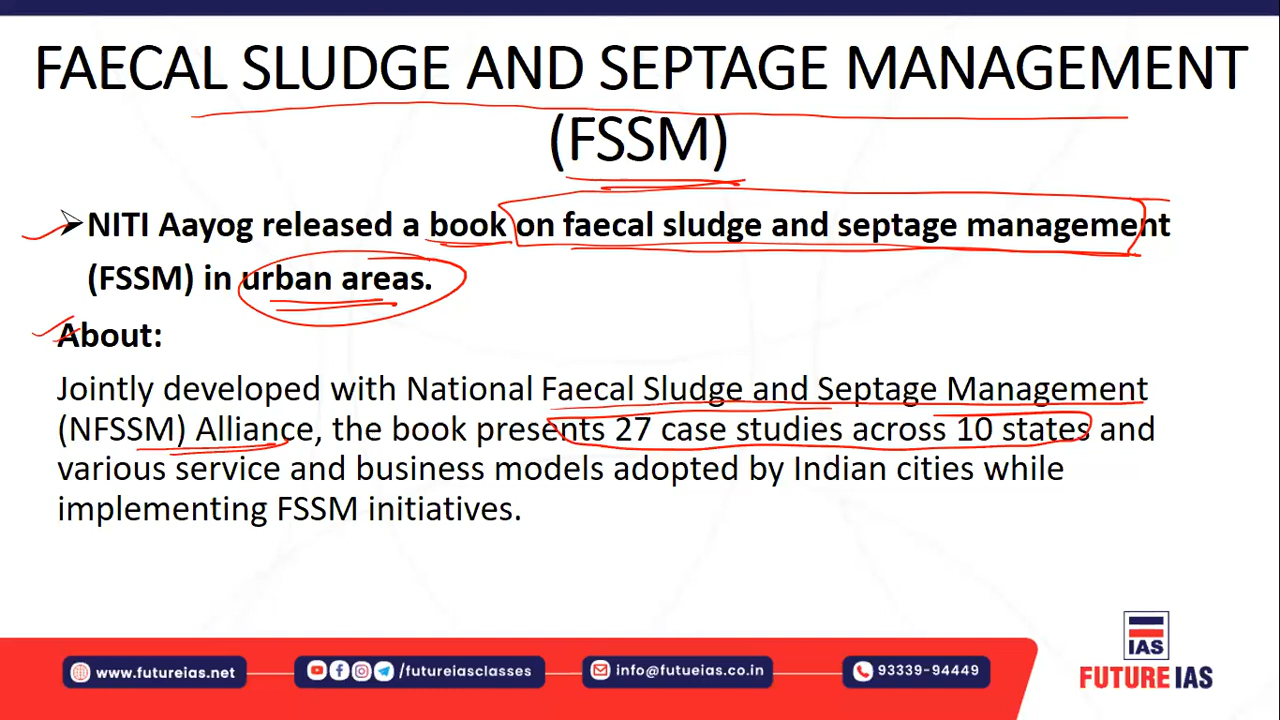 FAECAL SLUDGE AND SEPTAGE MANAGEMENT
(FSSM)
NITI Aayog released a book on faecal sludge and septage management
(FSSM) in urban areas.
About:
Jointly developed with National Faecal Sludge and Septage Management
(NFSSM) Alliance, the book presents 27 case studies across 10 states and
various service and business models adopted by Indian cities while
implementing FSSM initiatives.
www.futureias.net
/futureiasclasses
info@futueias.co.in
93339-94449
IAS
FUTURE IAS